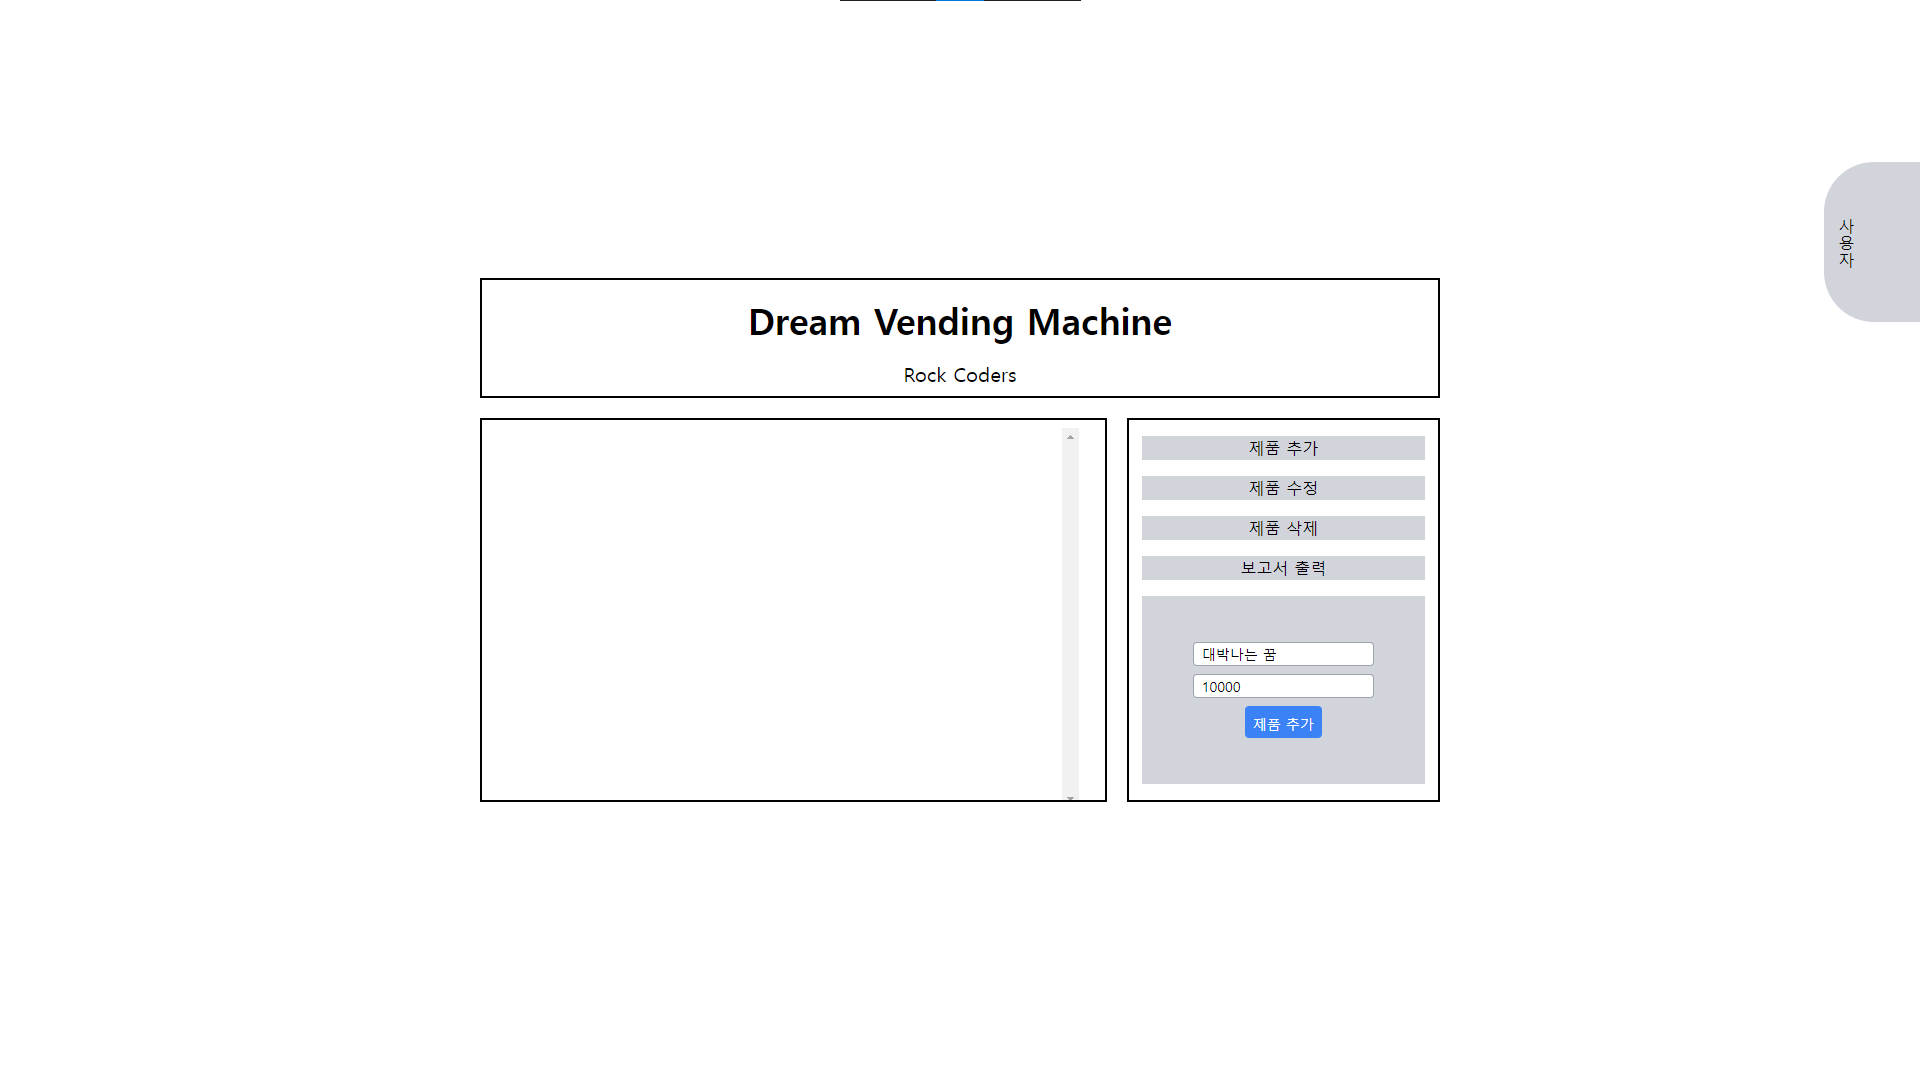 사용자
Dream Vending Machine
Rock Coders
제품 추가
제품 수정
제품 삭제
보고서 출력
대박나는 꿈
10000
제품 추가